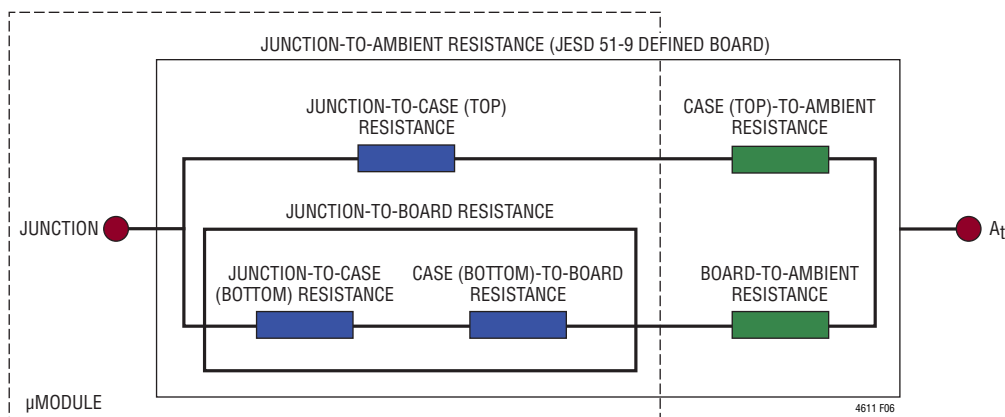 JUNCTION-TO-AMBIENT RESISTANCE (JESD 51-9 DEFINED BOARD)
JUNCTION-TO-CASE (TOP)
RESISTANCE
CASE (TOP)-TO-AMBIENT
RESISTANCE
JUNCTION
JUNCTION-TO-BOARD RESISTANCE
At
JUNCTION-TO-CASE
(BOTTOM) RESISTANCE
CASE (BOTTOM)-TO-BOARD
RESISTANCE
BOARD-TO-AMBIENT
RESISTANCE
µMODULE
4611 F06